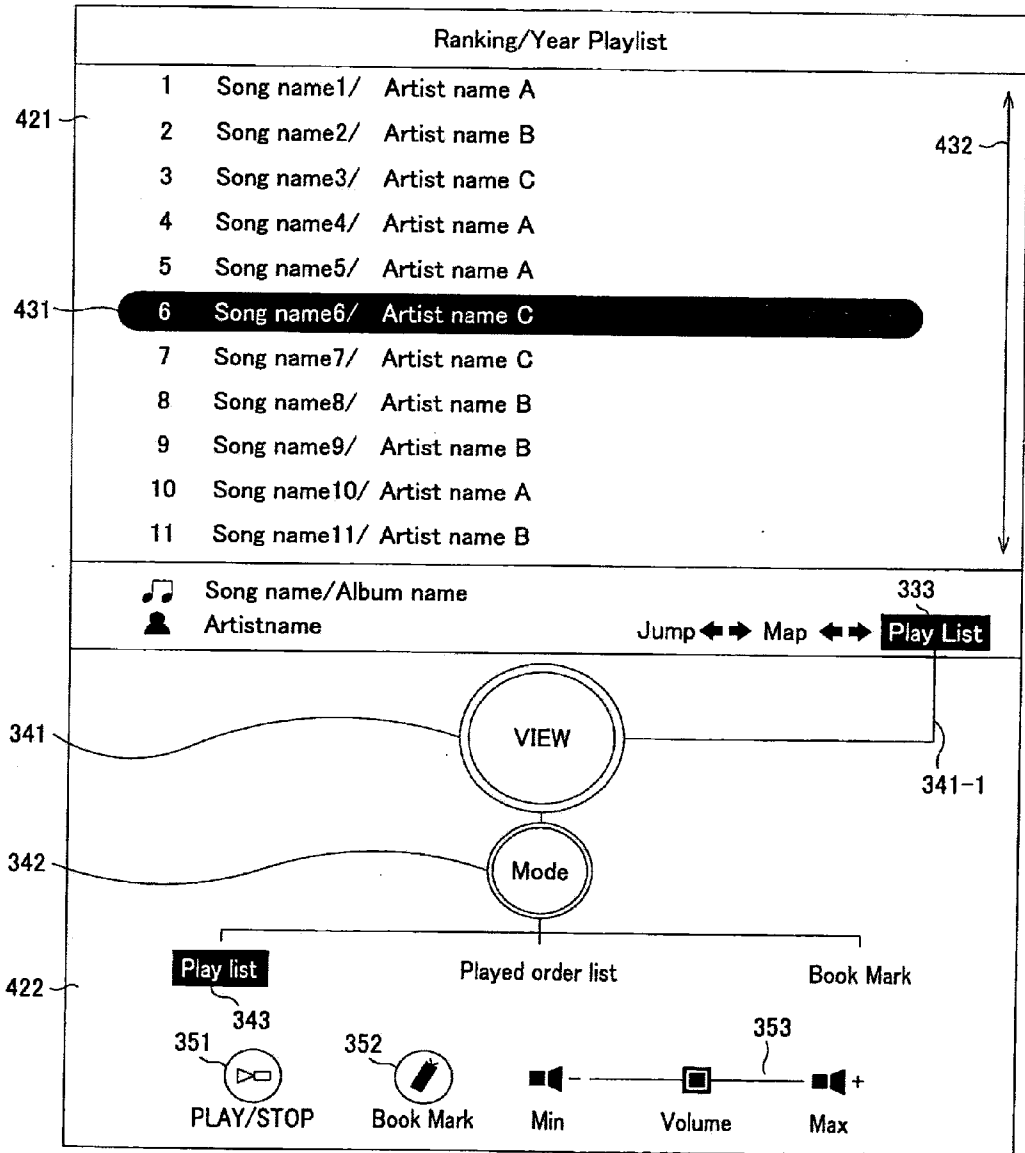 Ranking/Year Playlist
1 Song name1/ Artist name A
421
2 Song name2/ Artist name B
432
3 Song name3/ Artist name C
4 Song name4/ Artist name A
5 Song name5/ Artist name A
431
6 Song name6/ Artist name C
7 Song name7/ Artist name C
8 Song name8/ Artist name B
9 Song name9/ Artist name B
10 Song name10/ Artist name A
11 Song name11/ Artist name B
Song name/Album name
333
Artistname
Jump Map Play List
341
VIEW
341-1
342
Mode
Play list Played order list Book Mark
422
343
351 352 353
- +
PLAY/STOP Book Mark Min Volume Max